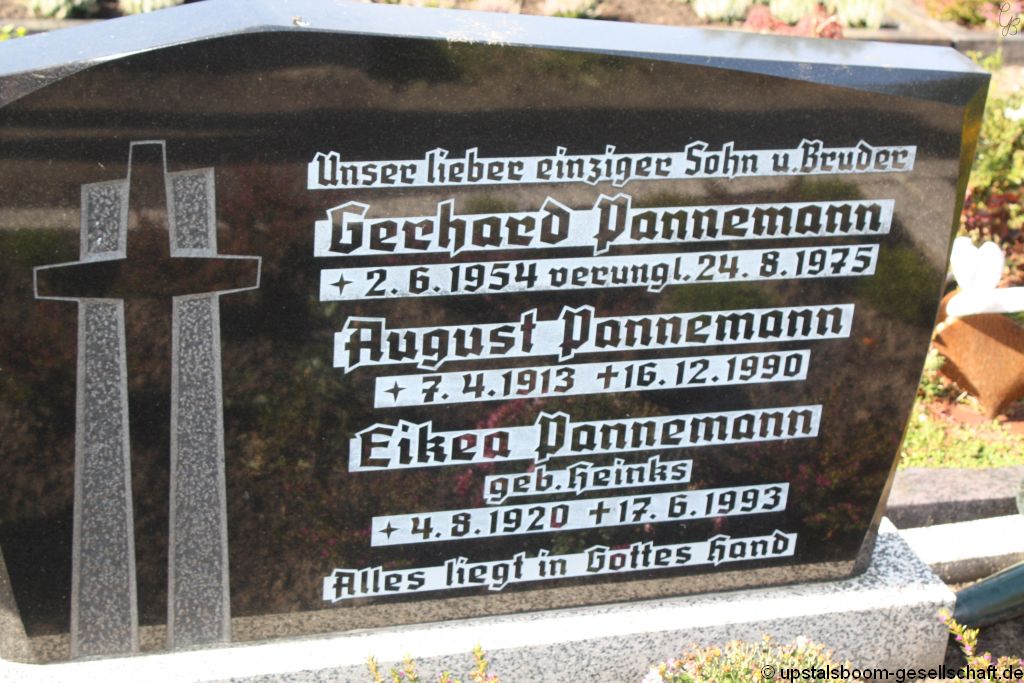 Unser lieber einziger Sohn u. Bruder
Gerhard Pannemann
✦ 2.6.1954 verungl. 24.8.1975
August Pannemann
✦ 7.4.1913 ✝16.12.1990
Eikea Pannemann
geb. Heinks
✦ 4.8.1920 ✝17.6.1993
Alles liegt in Gottes Hand
© upstalsboom-gesellschaft.de